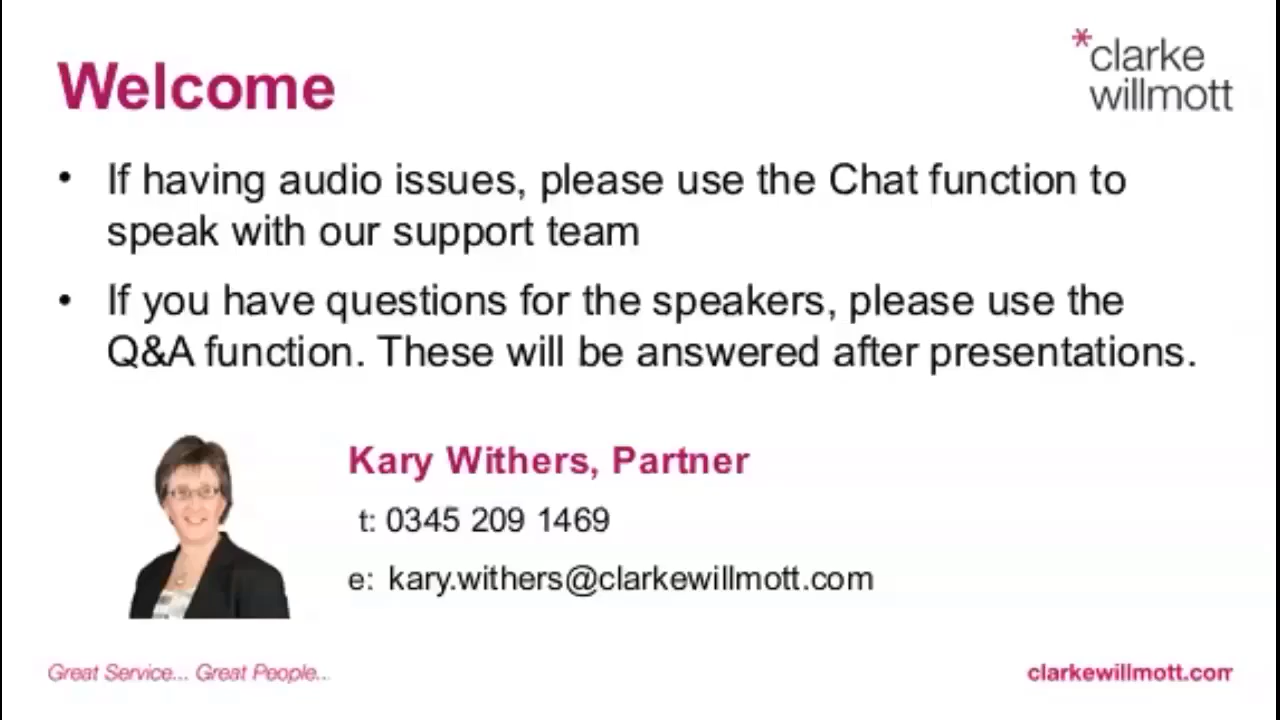 Welcome
*clarke
willmott
• If having audio issues, please use the Chat function to
speak with our support team
• If you have questions for the speakers, please use the
Q&A function. These will be answered after presentations.
Kary Withers, Partner
t: 0345 209 1469
e: kary.withers@clarkewillmott.com
Great Service... Great People...
clarkewillmott.com